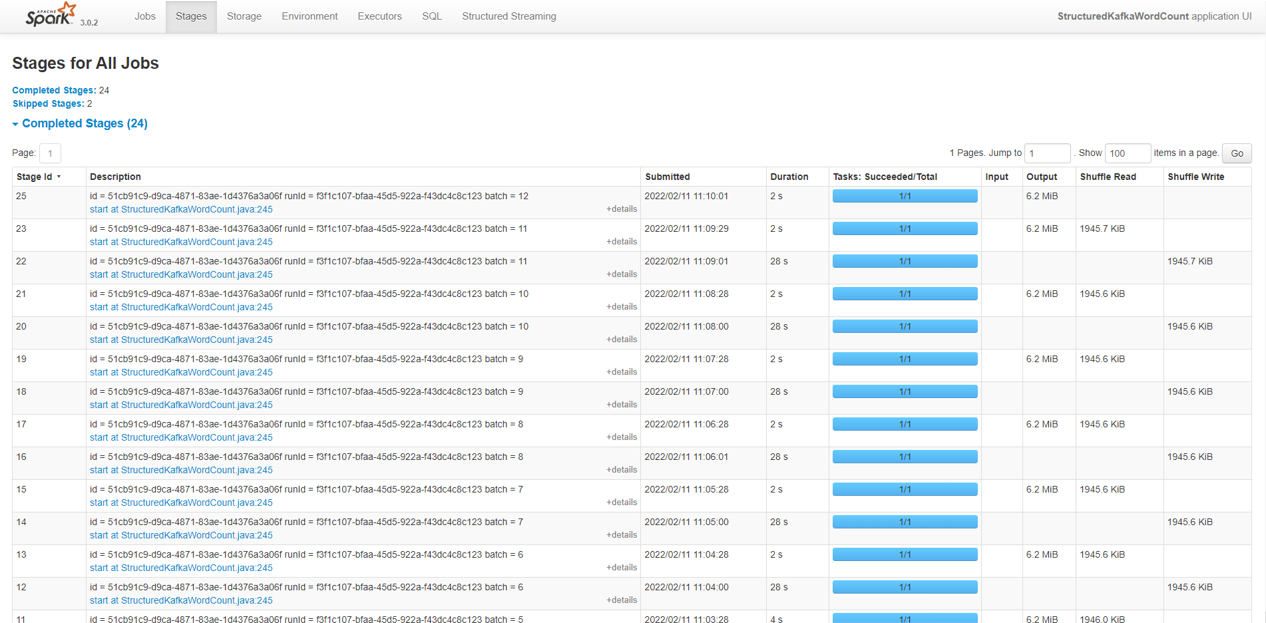 APACHE
Spark 3.0.2 Jobs Stages Storage Environment Executors SQL Structured Streaming StructuredKafkaWordCount application UI
Stages for All Jobs
Completed Stages: 24
Skipped Stages: 2
Completed Stages (24)
Page: 1 1 Pages. Jump to 1 . Show 100 items in a page. Go
Stage Id Description Submitted Duration Tasks: Succeeded/Total Input Output Shuffle Read Shuffle Write
25 id = 51cb91c9-d9ca-4871-83ae-1d4376a3a06f runId = f3f1c107-bfaa-45d5-922a-f43dc4c8c123 batch = 12 2022/02/11 11:10:01 2 s 1/1 6.2 MiB
start at StructuredKafkaWordCount.java:245 +details
23 id = 51cb91c9-d9ca-4871-83ae-1d4376a3a06f runId = f3f1c107-bfaa-45d5-922a-f43dc4c8c123 batch = 11 2022/02/11 11:09:29 2 s 1/1 6.2 MiB 1945.7 KiB
start at StructuredKafkaWordCount.java:245 +details
22 id = 51cb91c9-d9ca-4871-83ae-1d4376a3a06f runId = f3f1c107-bfaa-45d5-922a-f43dc4c8c123 batch = 11 2022/02/11 11:09:01 28 s 1/1 1945.7 KiB
start at StructuredKafkaWordCount.java:245 +details
21 id = 51cb91c9-d9ca-4871-83ae-1d4376a3a06f runId = f3f1c107-bfaa-45d5-922a-f43dc4c8c123 batch = 10 2022/02/11 11:08:28 2 s 1/1 6.2 MiB 1945.6 KiB
start at StructuredKafkaWordCount.java:245 +details
20 id = 51cb91c9-d9ca-4871-83ae-1d4376a3a06f runId = f3f1c107-bfaa-45d5-922a-f43dc4c8c123 batch = 10 2022/02/11 11:08:00 28 s 1/1 1945.6 KiB
start at StructuredKafkaWordCount.java:245 +details
19 id = 51cb91c9-d9ca-4871-83ae-1d4376a3a06f runId = f3f1c107-bfaa-45d5-922a-f43dc4c8c123 batch = 9 2022/02/11 11:07:28 2 s 1/1 6.2 MiB 1945.6 KiB
start at StructuredKafkaWordCount.java:245 +details
18 id = 51cb91c9-d9ca-4871-83ae-1d4376a3a06f runId = f3f1c107-bfaa-45d5-922a-f43dc4c8c123 batch = 9 2022/02/11 11:07:00 28 s 1/1 1945.6 KiB
start at StructuredKafkaWordCount.java:245 +details
17 id = 51cb91c9-d9ca-4871-83ae-1d4376a3a06f runId = f3f1c107-bfaa-45d5-922a-f43dc4c8c123 batch = 8 2022/02/11 11:06:28 2 s 1/1 6.2 MiB 1945.6 KiB
start at StructuredKafkaWordCount.java:245 +details
16 id = 51cb91c9-d9ca-4871-83ae-1d4376a3a06f runId = f3f1c107-bfaa-45d5-922a-f43dc4c8c123 batch = 8 2022/02/11 11:06:01 28 s 1/1 1945.6 KiB
start at StructuredKafkaWordCount.java:245 +details
15 id = 51cb91c9-d9ca-4871-83ae-1d4376a3a06f runId = f3f1c107-bfaa-45d5-922a-f43dc4c8c123 batch = 7 2022/02/11 11:05:28 2 s 1/1 6.2 MiB 1945.6 KiB
start at StructuredKafkaWordCount.java:245 +details
14 id = 51cb91c9-d9ca-4871-83ae-1d4376a3a06f runId = f3f1c107-bfaa-45d5-922a-f43dc4c8c123 batch = 7 2022/02/11 11:05:00 28 s 1/1 1945.6 KiB
start at StructuredKafkaWordCount.java:245 +details
13 id = 51cb91c9-d9ca-4871-83ae-1d4376a3a06f runId = f3f1c107-bfaa-45d5-922a-f43dc4c8c123 batch = 6 2022/02/11 11:04:28 2 s 1/1 6.2 MiB 1945.6 KiB
start at StructuredKafkaWordCount.java:245 +details
12 id = 51cb91c9-d9ca-4871-83ae-1d4376a3a06f runId = f3f1c107-bfaa-45d5-922a-f43dc4c8c123 batch = 6 2022/02/11 11:04:00 28 s 1/1 1945.6 KiB
start at StructuredKafkaWordCount.java:245 +details
11 id = 51cb91c9-d9ca-4871-83ae-1d4376a3a06f runId = f3f1c107-bfaa-45d5-922a-f43dc4c8c123 batch = 5 2022/02/11 11:03:28 4 s 1/1 6.2 MiB 1946.0 KiB